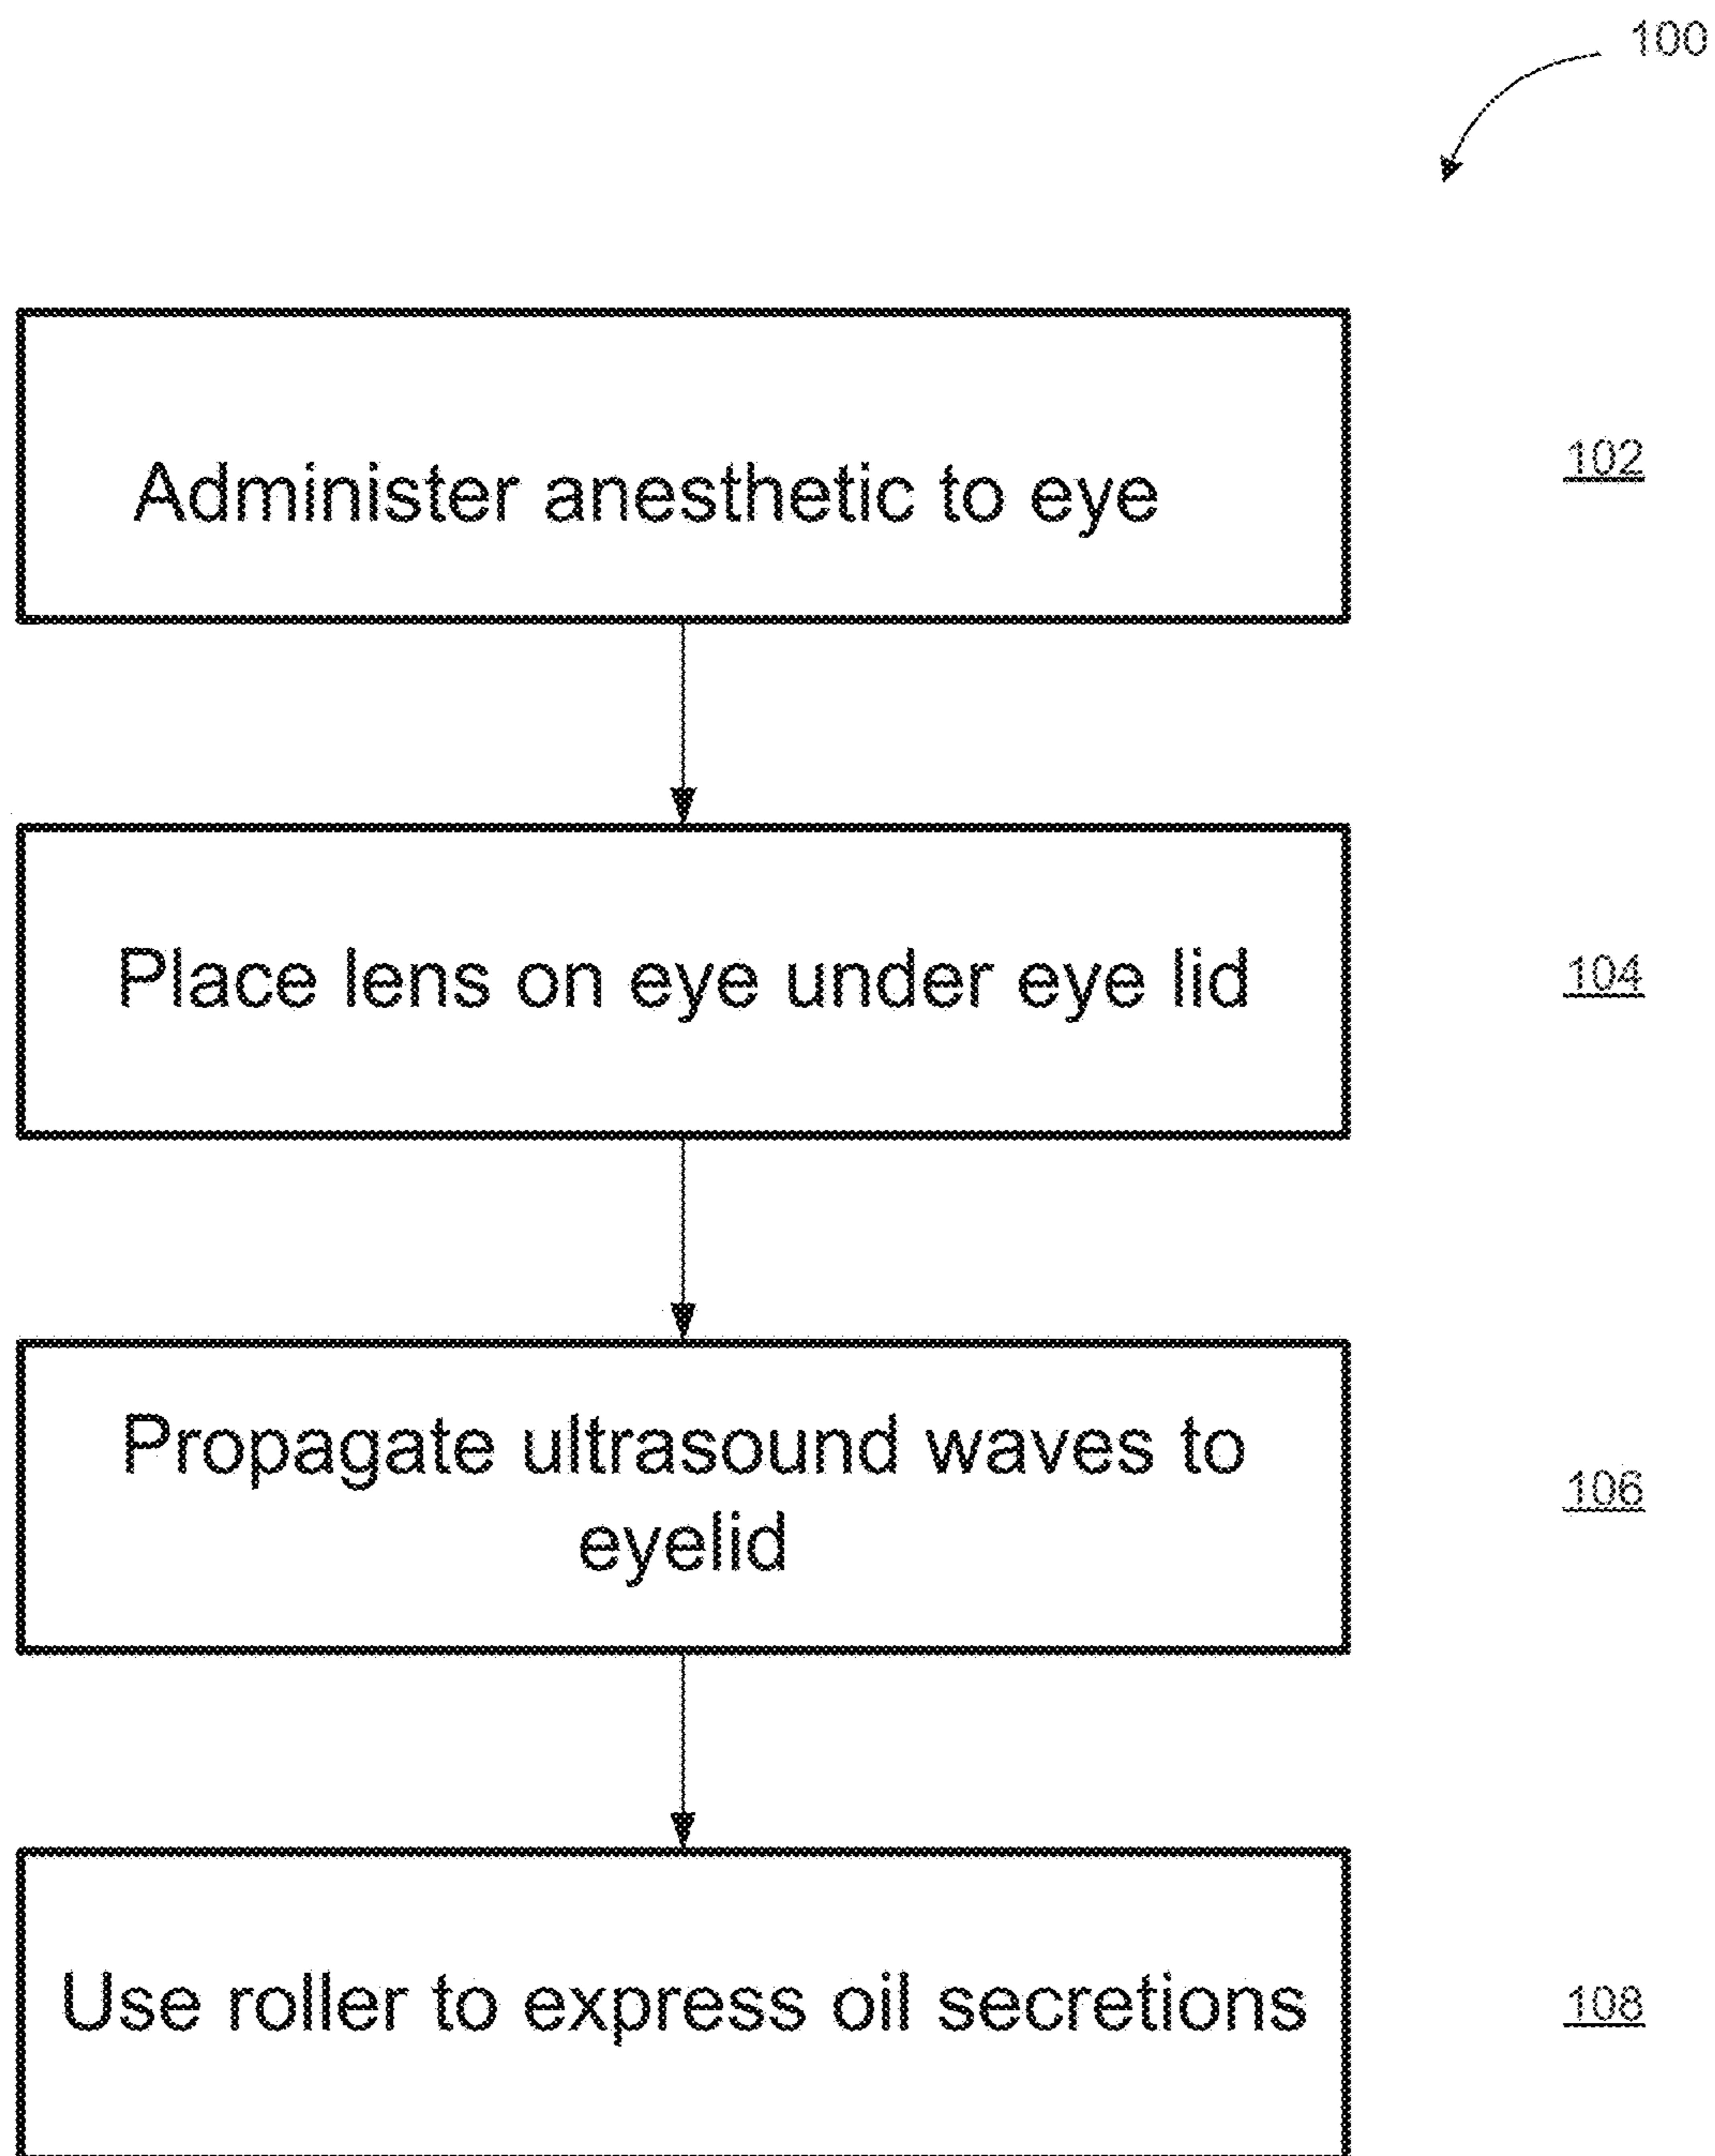 100
Administer anesthetic to eye
102
Place lens on eye under eye lid
104
Propagate ultrasound waves to
eyelid
106
Use roller to express oil secretions
108